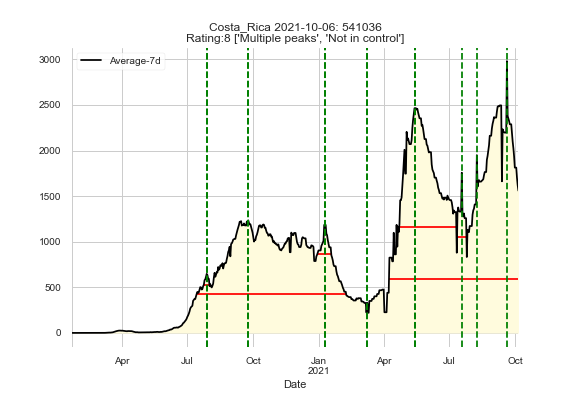 Costa_Rica 2021-10-06: 541036
Rating:8 ['Multiple peaks', 'Not in control']
Average-7d
3000
2500
2000
1500
1000
500
0
Apr
Jul
Oct
Jan
2021
Apr
Jul
Oct
Date